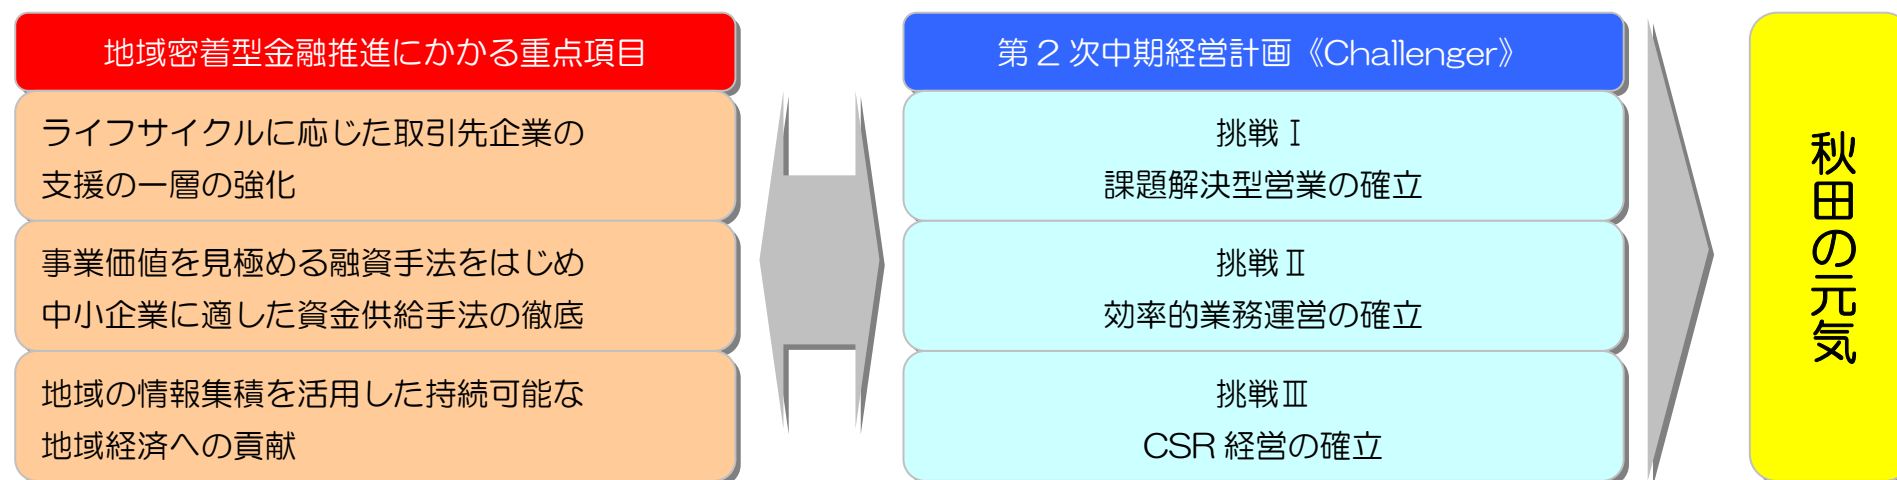 地域密着型金融推進にかかる重点項目
ライフサイクルに応じた取引先企業の
支援の一層の強化
事業価値を見極める融資手法をはじめ
中小企業に適した資金供給手法の徹底
地域の情報集積を活用した持続可能な
地域経済への貢献
第2次中期経営計画《Challenger》
挑戦Ⅰ
課題解決型営業の確立
挑戦Ⅱ
効率的業務運営の確立
挑戦Ⅲ
CSR経営の確立
秋田の元気